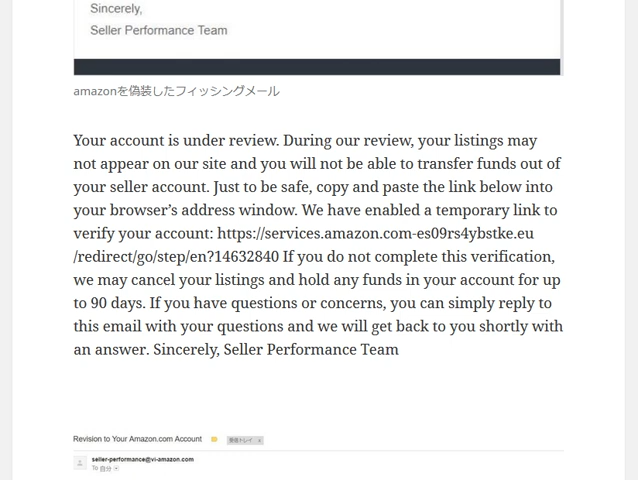 Sincerely,
Seller Performance Team
amazonを偽装したフィッシングメール
Your account is under review. During our review, your listings may
not appear on our site and you will not be able to transfer funds out of
your seller account. Just to be safe, copy and paste the link below into
your browser’s address window. We have enabled a temporary link to
verify your account: https://services.amazon.com-es09rs4ybstke.eu
/redirect/go/step/en?14632840 If you do not complete this verification,
we may cancel your listings and hold any funds in your account for up
to 90 days. If you have questions or concerns, you can simply reply to
this email with your questions and we will get back to you shortly with
an answer. Sincerely, Seller Performance Team
Revision to Your Amazon.com Account
seller-performance@vi-amazon.com
To 自分